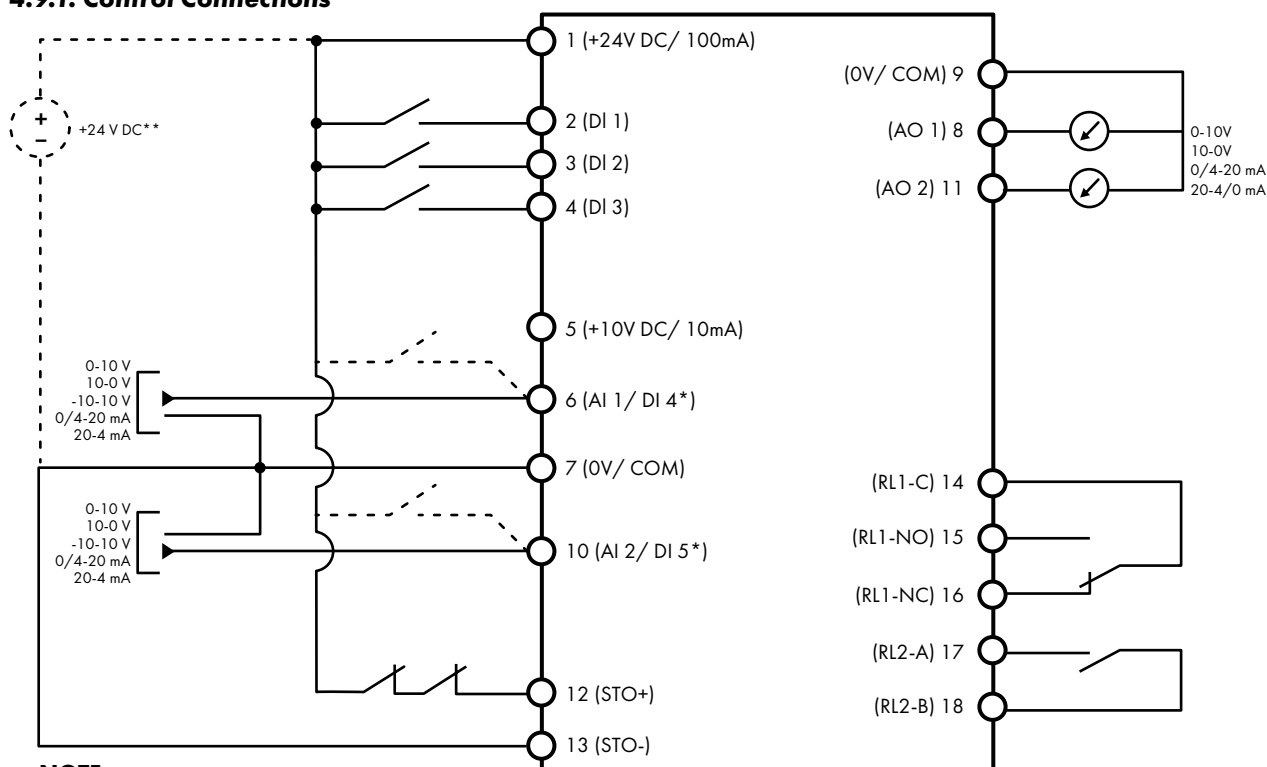 4.9.1. Control Connections
+
−
+24 V DC**
1 (+24V DC/ 100mA)
2 (DI 1)
3 (DI 2)
4 (DI 3)
5 (+10V DC/ 10mA)
0-10 V
10-0 V
-10-10 V
0/4-20 mA
20-4 mA
6 (AI 1/ DI 4*)
7 (0V/ COM)
0-10 V
10-0 V
-10-10 V
0/4-20 mA
20-4 mA
10 (AI 2/ DI 5*)
12 (STO+)
13 (STO-)
(0V/ COM) 9
(AO 1) 8
(AO 2) 11
0-10V
10-0V
0/4-20 mA
20-4/0 mA
(RL1-C) 14
(RL1-NO) 15
(RL1-NC) 16
(RL2-A) 17
(RL2-B) 18